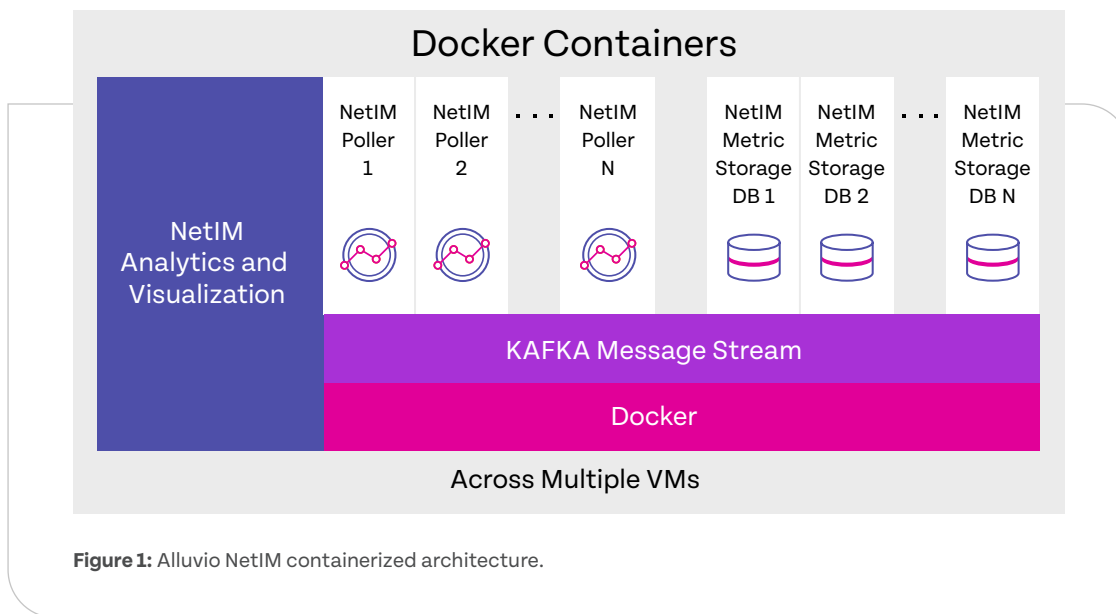 Docker Containers
NetIM
Analytics and
Visualization
NetIM
Poller
1
NetIM
Poller
2
. . .
NetIM
Poller
N
NetIM
Metric
Storage
DB 1
NetIM
Metric
Storage
DB 2
. . .
NetIM
Metric
Storage
DB N
KAFKA Message Stream
Docker
Across Multiple VMs
Figure 1: Alluvio NetIM containerized architecture.